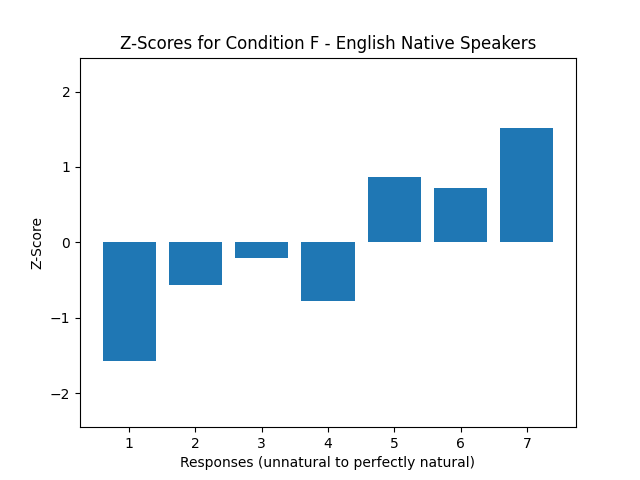 Z-Scores for Condition F - English Native Speakers
Z-Score
2
1
0
−1
−2
1 2 3 4 5 6 7
Responses (unnatural to perfectly natural)